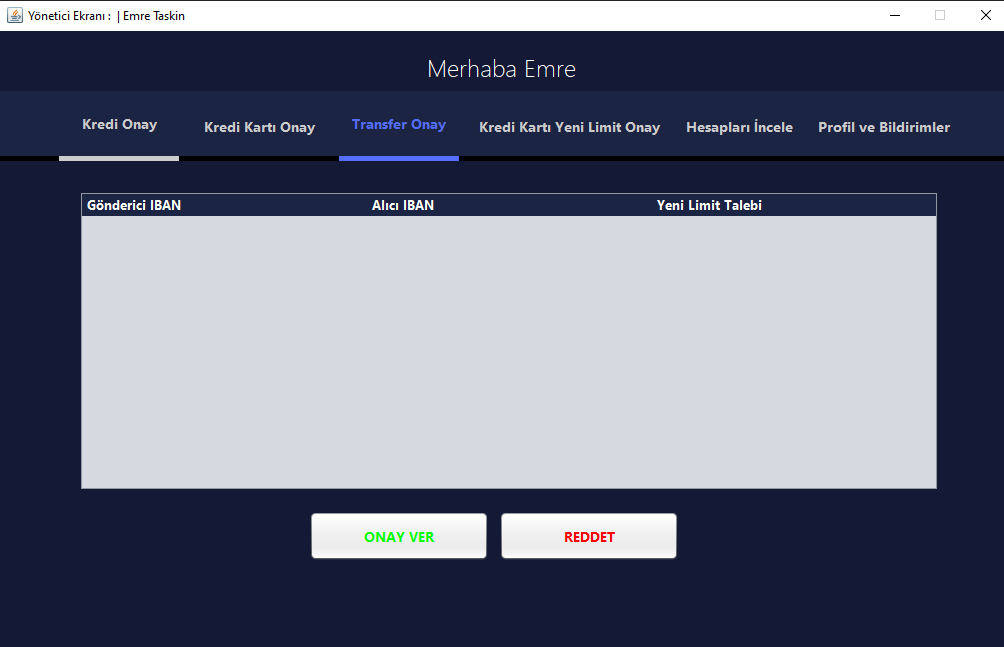 Yönetici Ekranı : | Emre Taskin
Merhaba Emre
Kredi Onay
Kredi Kartı Onay
Transfer Onay
Kredi Kartı Yeni Limit Onay
Hesapları İncele
Profil ve Bildirimler
Gönderici IBAN
Alıcı IBAN
Yeni Limit Talebi
ONAY VER
REDDET